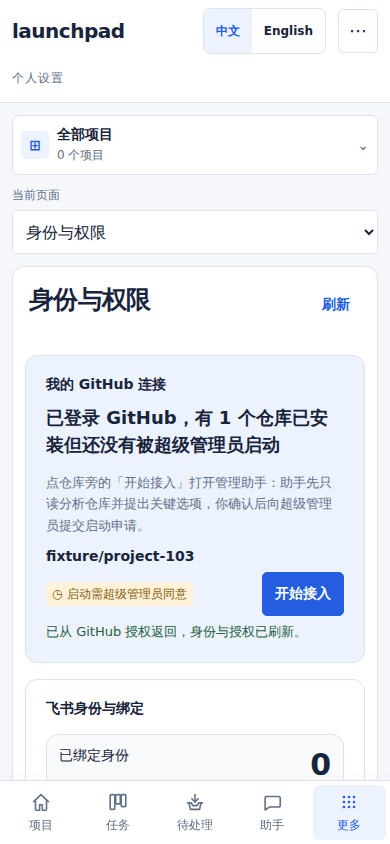 launchpad
中文
English
···
个人设置
全部项目
0 个项目
当前页面
身份与权限
身份与权限
刷新
我的 GitHub 连接
已登录 GitHub，有 1 个仓库已安
装但还没有被超级管理员启动
点仓库旁的「开始接入」打开管理助手：助手先只
读分析仓库并提出关键选项，你确认后向超级管理
员提交启动申请。
fixture/project-103
启动需超级管理员同意
开始接入
已从 GitHub 授权返回，身份与授权已刷新。
飞书身份与绑定
已绑定身份
0
项目
任务
待处理
助手
更多